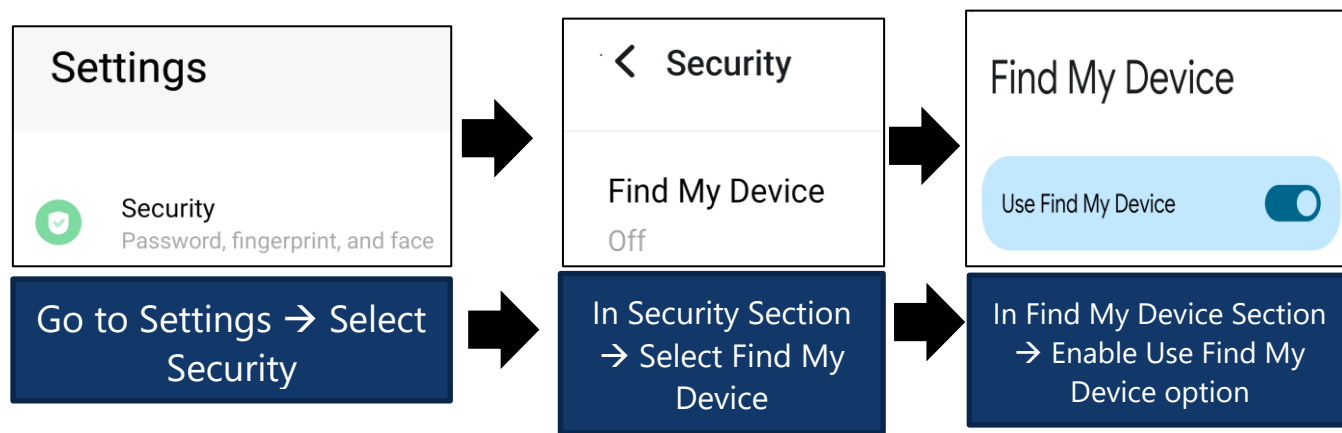 Settings
Security
Password, fingerprint, and face
Security
Find My Device
Off
Find My Device
Use Find My Device
Go to Settings → Select
Security
In Security Section
→ Select Find My
Device
In Find My Device Section
→ Enable Use Find My
Device option